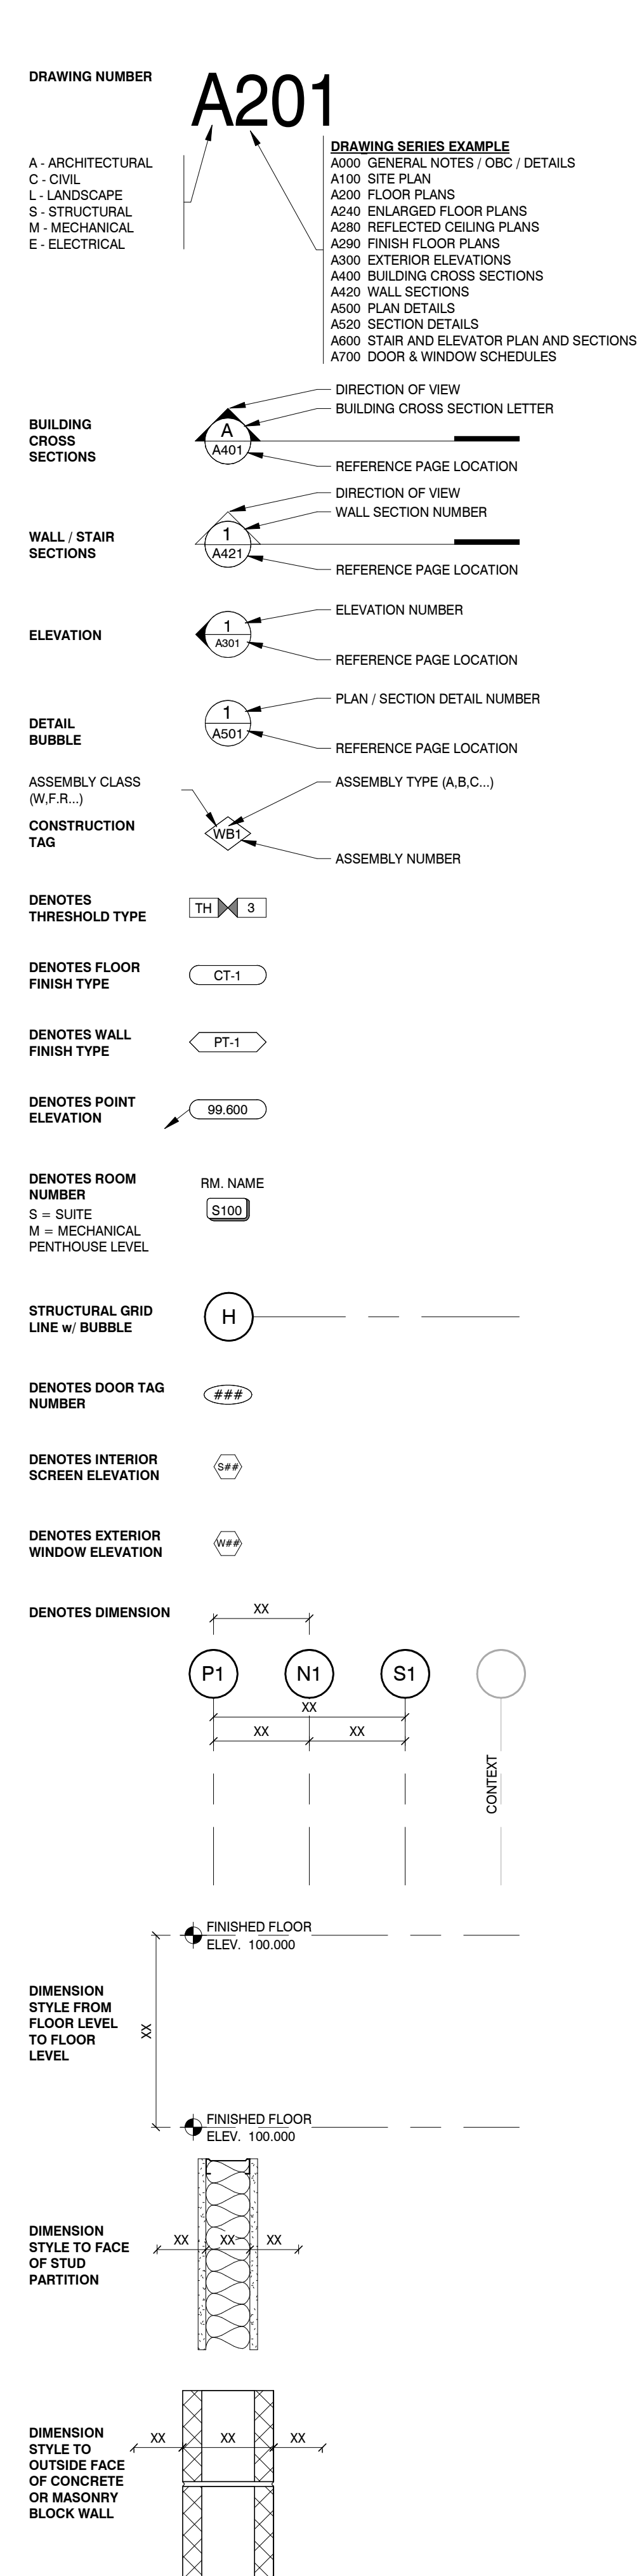 DRAWING NUMBER
A201
A - ARCHITECTURAL
C - CIVIL
L - LANDSCAPE
S - STRUCTURAL
M - MECHANICAL
E - ELECTRICAL
DRAWING SERIES EXAMPLE
A000 GENERAL NOTES / OBC / DETAILS
A100 SITE PLAN
A200 FLOOR PLANS
A240 ENLARGED FLOOR PLANS
A280 REFLECTED CEILING PLANS
A290 FINISH FLOOR PLANS
A300 EXTERIOR ELEVATIONS
A400 BUILDING CROSS SECTIONS
A420 WALL SECTIONS
A500 PLAN DETAILS
A520 SECTION DETAILS
A600 STAIR AND ELEVATOR PLAN AND SECTIONS
A700 DOOR & WINDOW SCHEDULES
BUILDING
CROSS
SECTIONS
A
A401
DIRECTION OF VIEW
BUILDING CROSS SECTION LETTER
REFERENCE PAGE LOCATION
WALL / STAIR
SECTIONS
1
A421
DIRECTION OF VIEW
WALL SECTION NUMBER
REFERENCE PAGE LOCATION
ELEVATION
1
A301
ELEVATION NUMBER
REFERENCE PAGE LOCATION
DETAIL
BUBBLE
1
A501
PLAN / SECTION DETAIL NUMBER
REFERENCE PAGE LOCATION
ASSEMBLY CLASS
(W,F.R...)
CONSTRUCTION
TAG
WB1
ASSEMBLY TYPE (A,B,C...)
ASSEMBLY NUMBER
DENOTES
THRESHOLD TYPE
TH 3
DENOTES FLOOR
FINISH TYPE
CT-1
DENOTES WALL
FINISH TYPE
PT-1
DENOTES POINT
ELEVATION
99.600
DENOTES ROOM
NUMBER
S = SUITE
M = MECHANICAL
PENTHOUSE LEVEL
RM. NAME
S100
STRUCTURAL GRID
LINE w/ BUBBLE
H
DENOTES DOOR TAG
NUMBER
###
DENOTES INTERIOR
SCREEN ELEVATION
S##
DENOTES EXTERIOR
WINDOW ELEVATION
W##
DENOTES DIMENSION
XX
P1 N1 S1
XX
XX XX
CONTEXT
FINISHED FLOOR
ELEV. 100.000
DIMENSION
STYLE FROM
FLOOR LEVEL
TO FLOOR
LEVEL
XX
FINISHED FLOOR
ELEV. 100.000
DIMENSION
STYLE TO FACE
OF STUD
PARTITION
XX XX XX
DIMENSION
STYLE TO
OUTSIDE FACE
OF CONCRETE
OR MASONRY
BLOCK WALL
XX XX XX